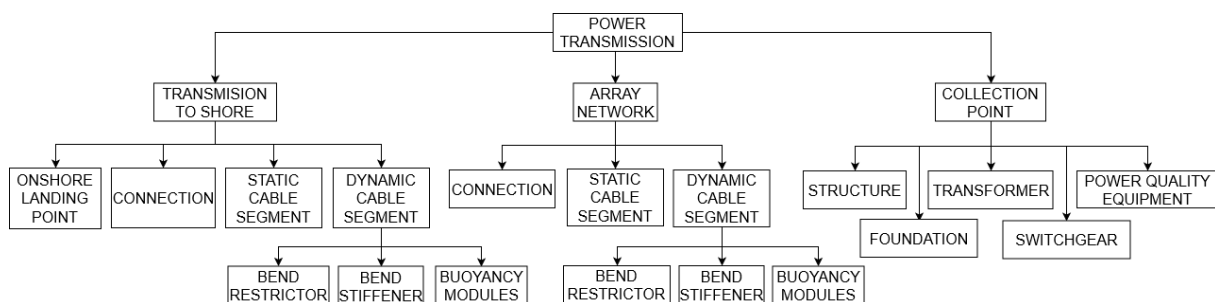 POWER
TRANSMISSION
TRANSMISION
TO SHORE
ARRAY
NETWORK
COLLECTION
POINT
ONSHORE
LANDING
POINT
CONNECTION
STATIC
CABLE
SEGMENT
DYNAMIC
CABLE
SEGMENT
CONNECTION
STATIC
CABLE
SEGMENT
DYNAMIC
CABLE
SEGMENT
STRUCTURE
TRANSFORMER
POWER QUALITY
EQUIPMENT
FOUNDATION
SWITCHGEAR
BEND
RESTRICTOR
BEND
STIFFENER
BUOYANCY
MODULES
BEND
RESTRICTOR
BEND
STIFFENER
BUOYANCY
MODULES